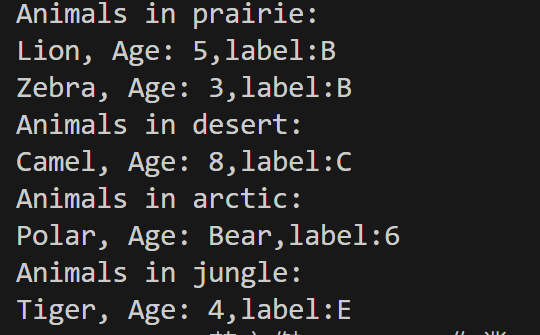 Animals in prairie:
Lion, Age: 5,label:B
Zebra, Age: 3,label:B
Animals in desert:
Camel, Age: 8,label:C
Animals in arctic:
Polar, Age: Bear,label:6
Animals in jungle:
Tiger, Age: 4,label:E